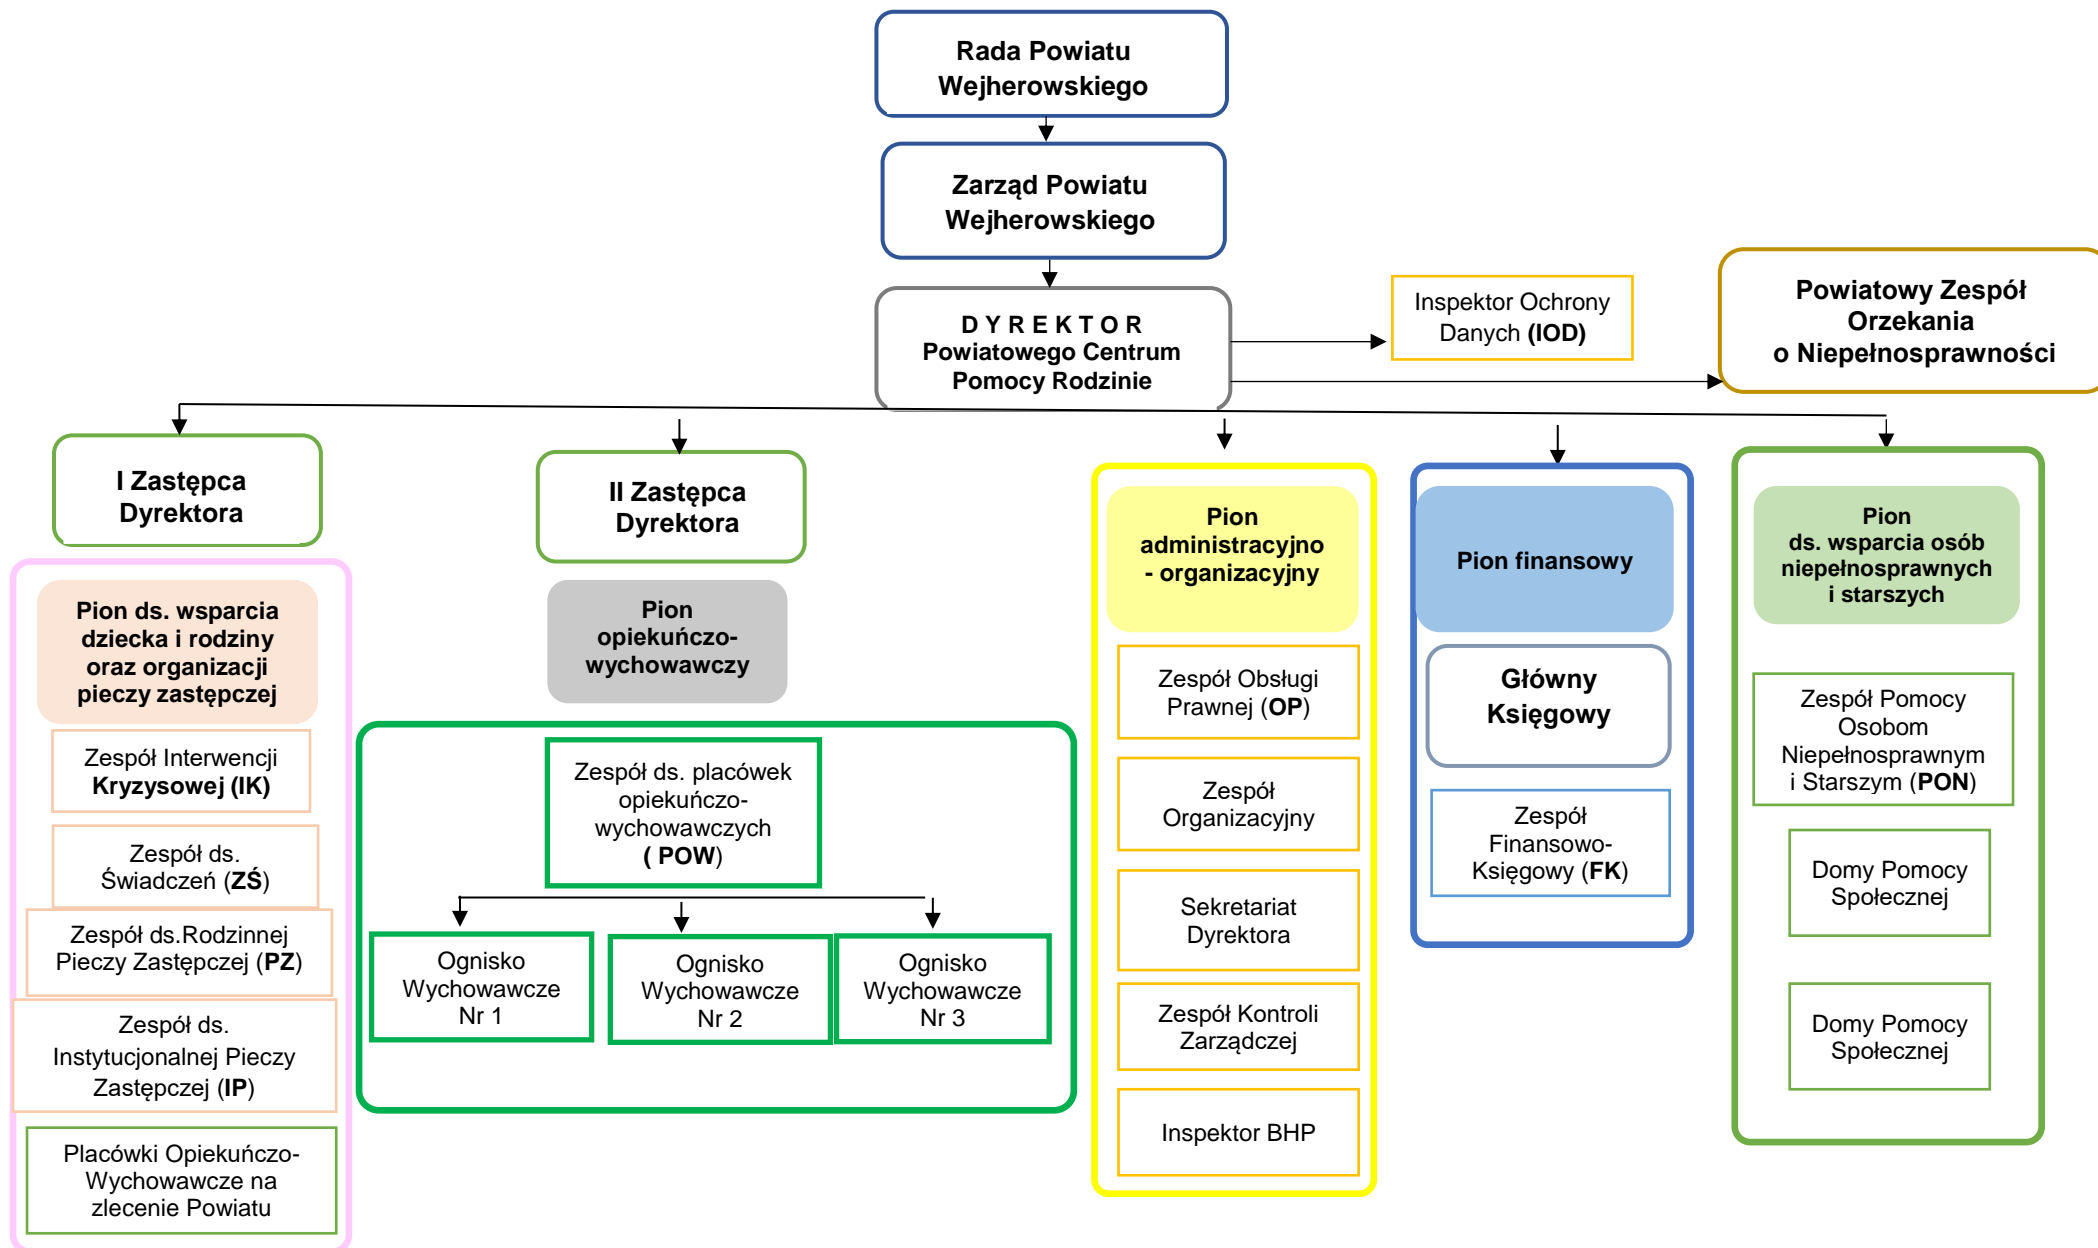 Rada Powiatu
Wejherowskiego
Zarząd Powiatu
Wejherowskiego
D Y R E K T O R
Powiatowego Centrum
Pomocy Rodzinie
Inspektor Ochrony
Danych (IOD)
Powiatowy Zespół
Orzekania
o Niepełnosprawności
I Zastępca
Dyrektora
Pion ds. wsparcia
dziecka i rodziny
oraz organizacji
pieczy zastępczej
Zespół Interwencji
Kryzysowej (IK)
Zespół ds.
Świadczeń (ZŚ)
Zespół ds.Rodzinnej
Pieczy Zastępczej (PZ)
Zespół ds.
Instytucjonalnej Pieczy
Zastępczej (IP)
Placówki Opiekuńczo-
Wychowawcze na
zlecenie Powiatu
II Zastępca
Dyrektora
Pion
opiekuńczo-
wychowawczy
Zespół ds. placówek
opiekuńczo-
wychowawczych
( POW)
Ognisko
Wychowawcze
Nr 1
Ognisko
Wychowawcze
Nr 2
Ognisko
Wychowawcze
Nr 3
Pion
administracyjno
- organizacyjny
Zespół Obsługi
Prawnej (OP)
Zespół
Organizacyjny
Sekretariat
Dyrektora
Zespół Kontroli
Zarządczej
Inspektor BHP
Pion finansowy
Główny
Księgowy
Zespół
Finansowo-
Księgowy (FK)
Pion
ds. wsparcia osób
niepełnosprawnych
i starszych
Zespół Pomocy
Osobom
Niepełnosprawnym
i Starszym (PON)
Domy Pomocy
Społecznej
Domy Pomocy
Społecznej